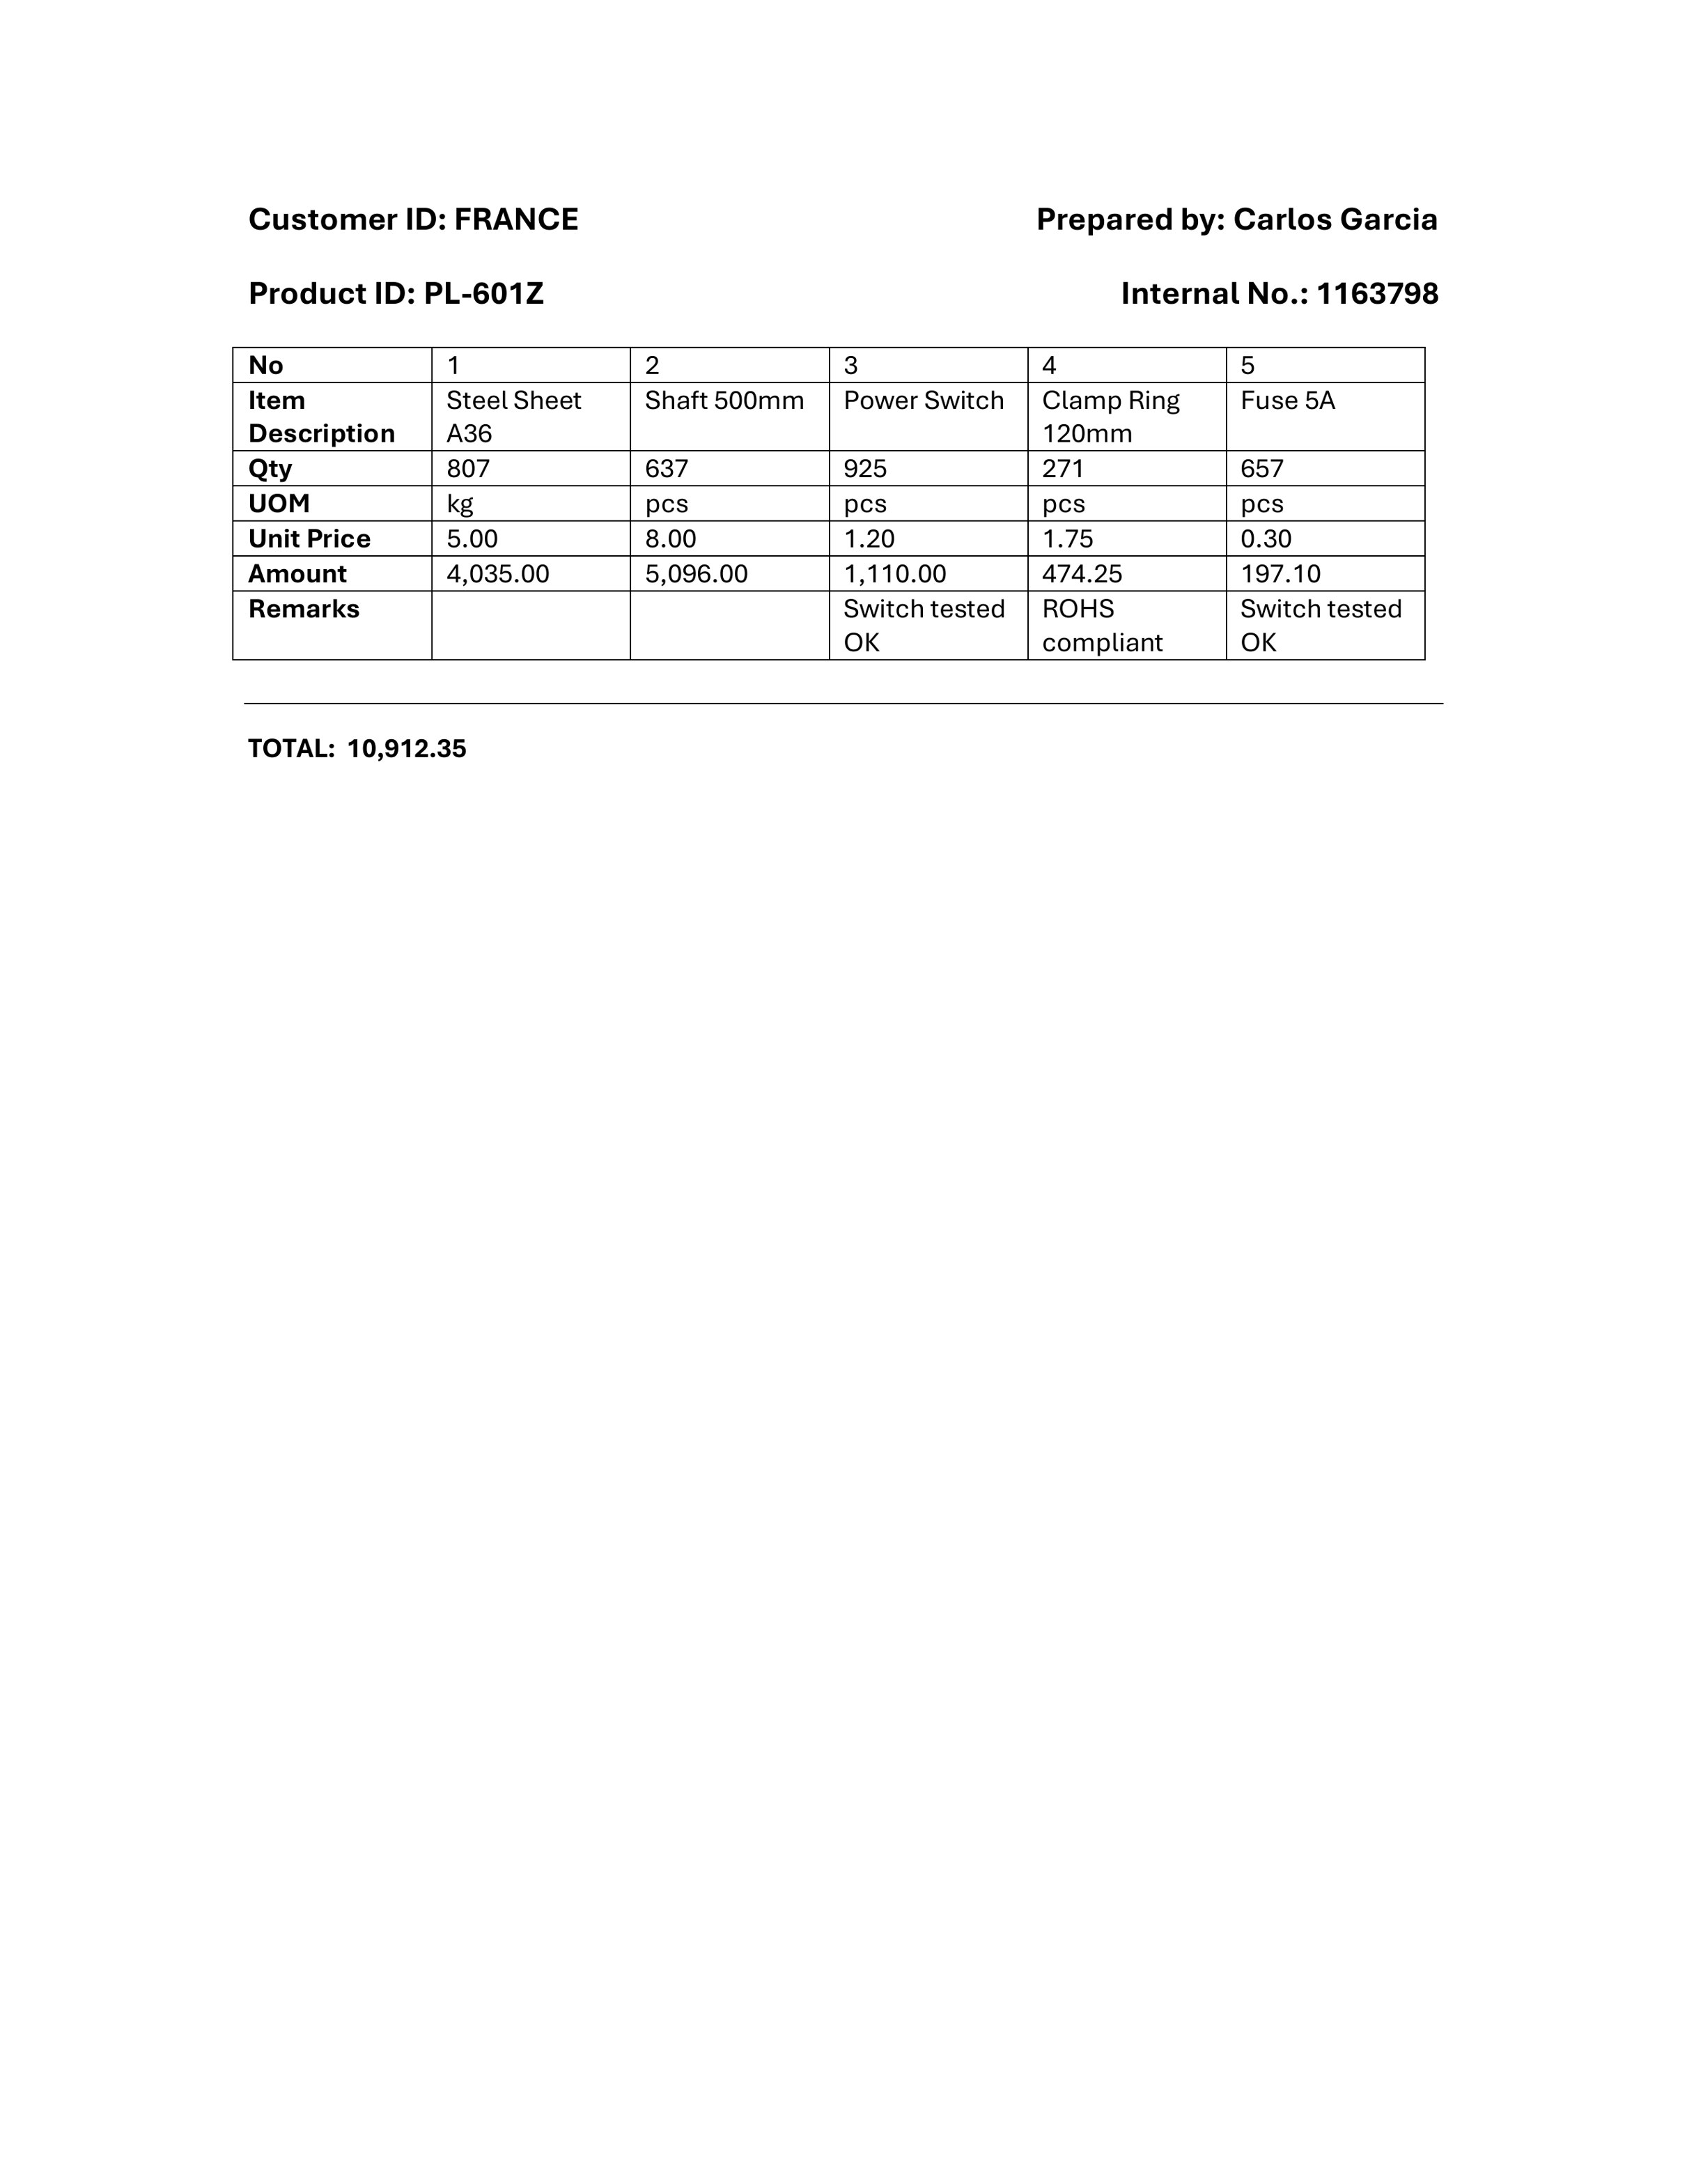 Customer ID: FRANCE Prepared by: Carlos Garcia
Product ID: PL-601Z Internal No.: 1163798
No 1 2 3 4 5
Item Description Steel Sheet A36 Shaft 500mm Power Switch Clamp Ring 120mm Fuse 5A
Qty 807 637 925 271 657
UOM kg pcs pcs pcs pcs
Unit Price 5.00 8.00 1.20 1.75 0.30
Amount 4,035.00 5,096.00 1,110.00 474.25 197.10
Remarks Switch tested OK ROHS compliant Switch tested OK
TOTAL: 10,912.35